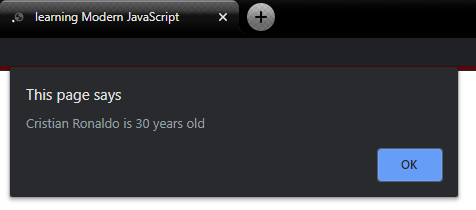 learning Modern JavaScript
This page says
Cristian Ronaldo is 30 years old
OK